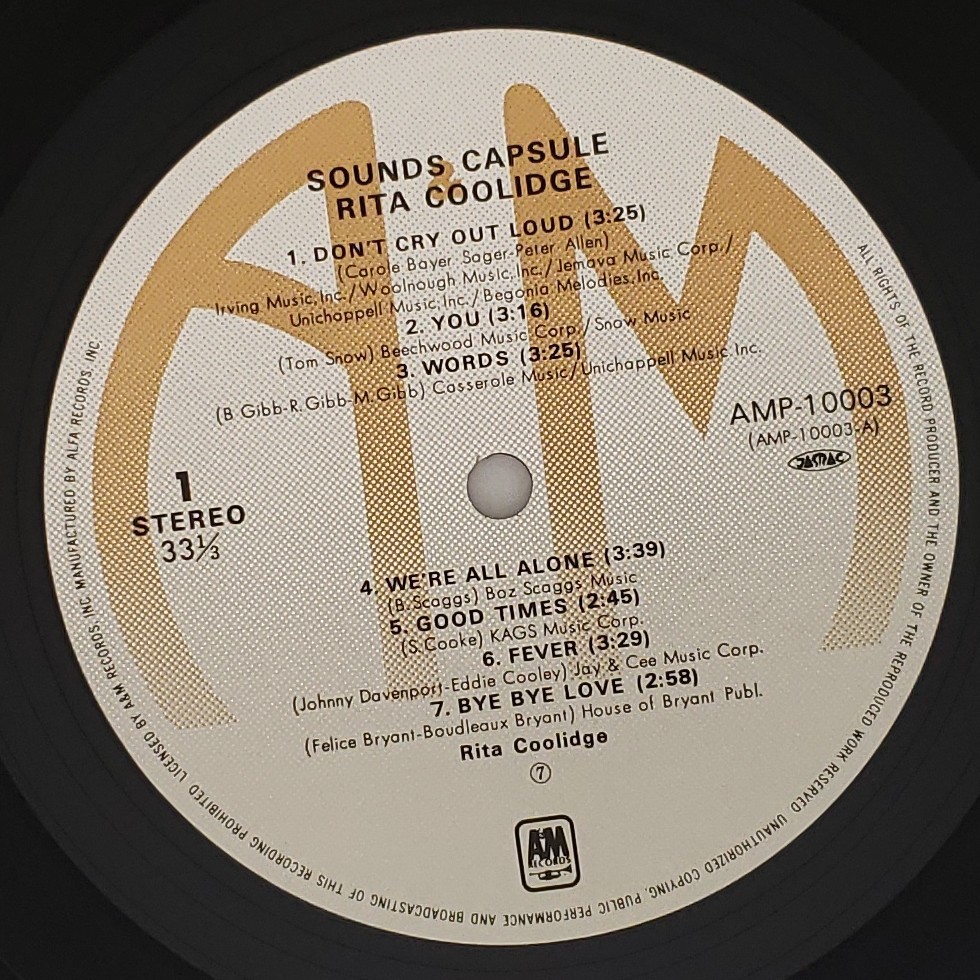 SOUNDS CAPSULE
RITA COOLIDGE
1. DON'T CRY OUT LOUD (3:25)
(Carole Bayer Sager-Peter Allen)
Irving Music,Inc./Woolnough Music,Inc./Jemava Music Corp./
Unichappell Music,Inc./Begonia Melodies,Inc.
2. YOU (3:16)
(Tom Snow) Beechwood Music Corp./Snow Music
3. WORDS (3:25)
(B.Gibb-R.Gibb-M.Gibb) Casserole Music/Unichappell Music Inc.
AMP-10003
(AMP-10003-A)
JASRAC
1
STEREO
33⅓
4. WE'RE ALL ALONE (3:39)
(B.Scaggs) Boz Scaggs Music
5. GOOD TIMES (2:45)
(S.Cooke) KAGS Music Corp.
6. FEVER (3:29)
(Johnny Davenport-Eddie Cooley) Jay & Cee Music Corp.
7. BYE BYE LOVE (2:58)
(Felice Bryant-Boudleaux Bryant) House of Bryant Publ.
Rita Coolidge
⑦
A&M
RECORDS
ALL RIGHTS OF THE RECORD PRODUCER AND THE OWNER OF THE REPRODUCED WORK RESERVED. UNAUTHORIZED COPYING, PUBLIC PERFORMANCE AND BROADCASTING OF THIS RECORDING PROHIBITED LICENSED BY A&M RECORDS, INC. MANUFACTURED BY ALFA RECORDS, INC.